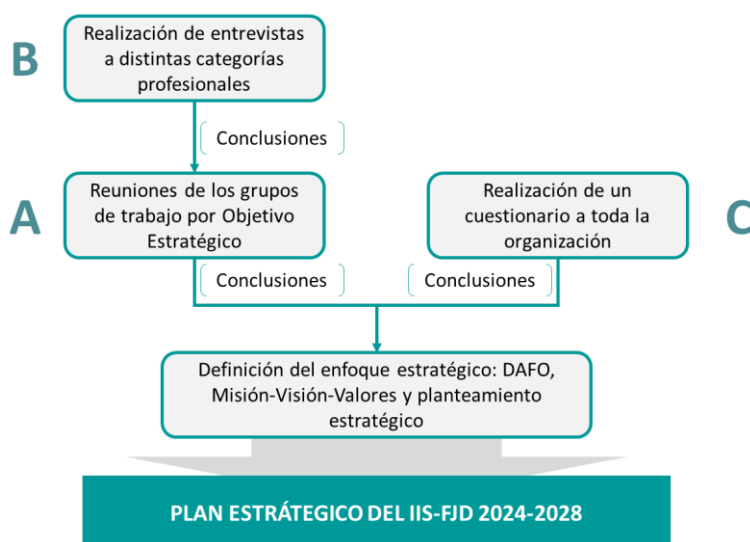 B
Realización de entrevistas
a distintas categorías
profesionales
Conclusiones
A
Reuniones de los grupos
de trabajo por Objetivo
Estratégico
Realización de un
cuestionario a toda la
organización
C
Conclusiones
Conclusiones
Definición del enfoque estratégico: DAFO,
Misión-Visión-Valores y planteamiento
estratégico
PLAN ESTRÁTEGICO DEL IIS-FJD 2024-2028